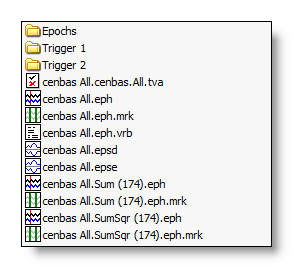 Epochs
Trigger 1
Trigger 2
cenbas All.cenbas.All.tva
cenbas All.eph
cenbas All.eph.mrk
cenbas All.eph.vrb
cenbas All.epsd
cenbas All.epse
cenbas All.Sum (174).eph
cenbas All.Sum (174).eph.mrk
cenbas All.SumSqr (174).eph
cenbas All.SumSqr (174).eph.mrk